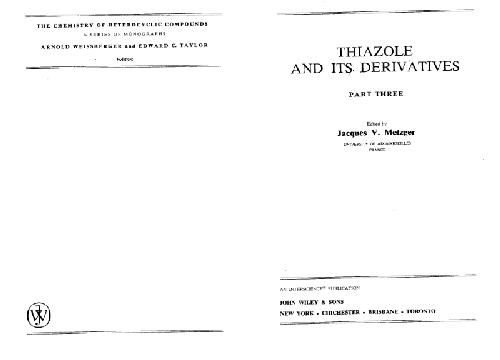 THE CHEMISTRY OF HETEROCYCLIC COMPOUNDS
A SERIES OF MONOGRAPHS
ARNOLD WEISSBERGER and EDWARD C. TAYLOR
Editors
THIAZOLE
AND ITS DERIVATIVES
PART THREE
Edited by
Jacques V. Metzger
UNIVERSITY OF AIX-MARSEILLES
FRANCE
AN INTERSCIENCE® PUBLICATION
JOHN WILEY & SONS
NEW YORK • CHICHESTER • BRISBANE • TORONTO